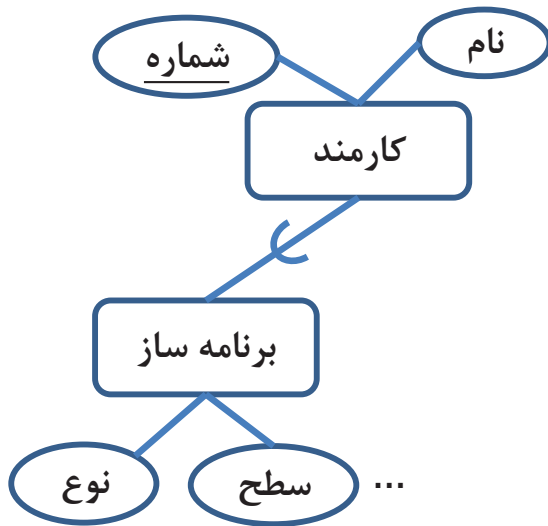 نام
شماره
کارمند
برنامه ساز
نوع
سطح ...